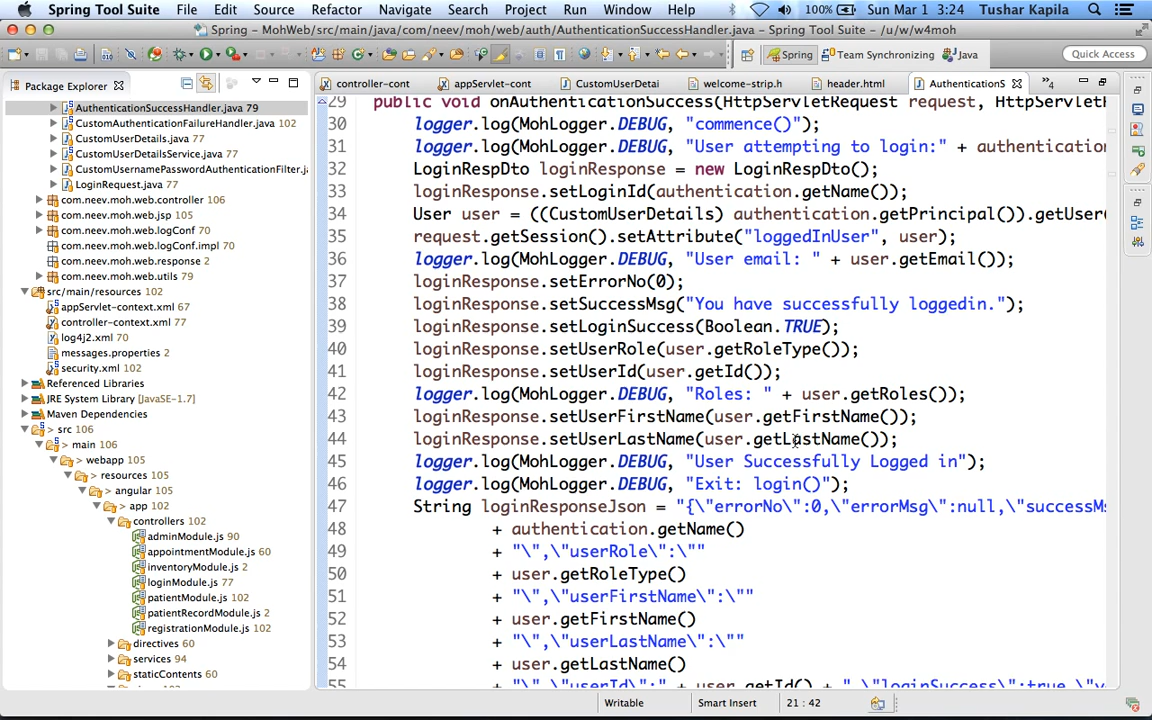 Spring Tool Suite File Edit Source Refactor Navigate Search Project Run Window Help 100% Sun Mar 1 3:24 Tushar Kapila
Spring – MohWeb/src/main/java/com/neev/moh/web/auth/AuthenticationSuccessHandler.java – Spring Tool Suite – /u/w/w4moh
Spring Team Synchronizing Java Quick Access
Package Explorer
controller-cont appServlet-cont CustomUserDetai welcome-strip.h header.html AuthenticationS »4
AuthenticationSuccessHandler.java 79
CustomAuthenticationFailureHandler.java 102
CustomUserDetails.java 77
CustomUserDetailsService.java 77
CustomUsernamePasswordAuthenticationFilter.j
LoginRequest.java 77
com.neev.moh.web.controller 106
com.neev.moh.web.jsp 105
com.neev.moh.web.logConf 70
com.neev.moh.web.logConf.impl 70
com.neev.moh.web.response 2
com.neev.moh.web.utils 79
src/main/resources 102
appServlet-context.xml 77
controller-context.xml 77
log4j2.xml 70
messages.properties 2
security.xml 102
Referenced Libraries
JRE System Library [JavaSE-1.7]
Maven Dependencies
> src 106
> main 106
> webapp 105
> resources 105
> angular 105
> app 102
controllers 102
adminModule.js 90
appointmentModule.js 60
inventoryModule.js 2
loginModule.js 77
patientModule.js 102
patientRecordModule.js 2
registrationModule.js 102
directives 60
services 94
staticContents 60
29 public void onAuthenticationSuccess(HttpServletRequest request, HttpServletR
30 logger.log(MohLogger.DEBUG, "commence()");
31 logger.log(MohLogger.DEBUG, "User attempting to login:" + authentication
32 LoginRespDto loginResponse = new LoginRespDto();
33 loginResponse.setLoginId(authentication.getName());
34 User user = ((CustomUserDetails) authentication.getPrincipal()).getUser(
35 request.getSession().setAttribute("loggedInUser", user);
36 logger.log(MohLogger.DEBUG, "User email: " + user.getEmail());
37 loginResponse.setErrorNo(0);
38 loginResponse.setSuccessMsg("You have successfully loggedin.");
39 loginResponse.setLoginSuccess(Boolean.TRUE);
40 loginResponse.setUserRole(user.getRoleType());
41 loginResponse.setUserId(user.getId());
42 logger.log(MohLogger.DEBUG, "Roles: " + user.getRoles());
43 loginResponse.setUserFirstName(user.getFirstName());
44 loginResponse.setUserLastName(user.getLastName());
45 logger.log(MohLogger.DEBUG, "User Successfully Logged in");
46 logger.log(MohLogger.DEBUG, "Exit: login()");
47 String loginResponseJson = "{\"errorNo\":0,\"errorMsg\":null,\"successMs
48 + authentication.getName()
49 + "\",\"userRole\":\""
50 + user.getRoleType()
51 + "\",\"userFirstName\":\""
52 + user.getFirstName()
53 + "\",\"userLastName\":\""
54 + user.getLastName()
55 + "\",\"userId\":" + user.getId() + ",\"loginSuccess\":true,\"y
Writable Smart Insert 21 : 42